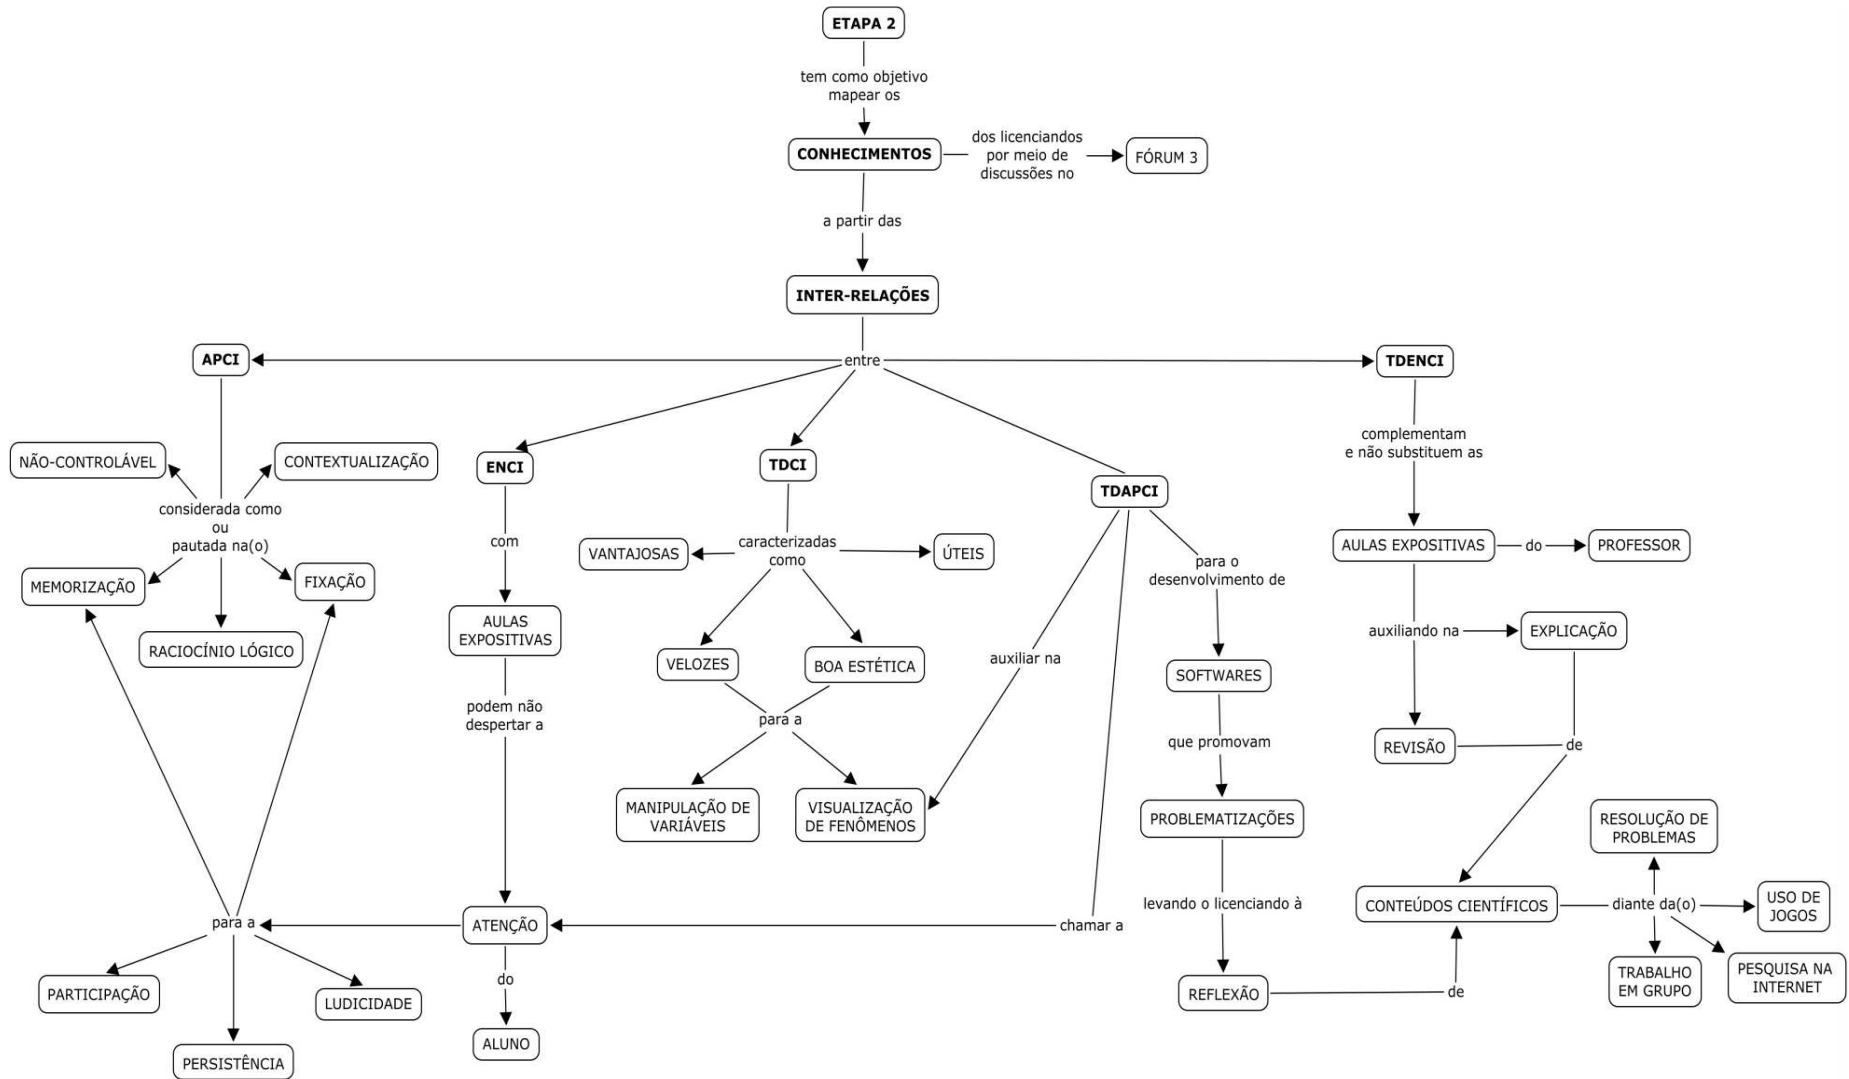 ETAPA 2
tem como objetivo
mapear os
CONHECIMENTOS
dos licenciandos
por meio de
discussões no
FÓRUM 3
a partir das
INTER-RELAÇÕES
entre
APCI
TDENCI
ENCI
TDCI
TDAPCI
NÃO-CONTROLÁVEL
CONTEXTUALIZAÇÃO
considerada como
ou
pautada na(o)
MEMORIZAÇÃO
FIXAÇÃO
RACIOCÍNIO LÓGICO
com
AULAS
EXPOSITIVAS
podem não
despertar a
ATENÇÃO
do
ALUNO
para a
PARTICIPAÇÃO
LUDICIDADE
PERSISTÊNCIA
caracterizadas
como
VANTAJOSAS
ÚTEIS
VELOZES
BOA ESTÉTICA
para a
MANIPULAÇÃO DE
VARIÁVEIS
VISUALIZAÇÃO
DE FENÔMENOS
auxiliar na
chamar a
para o
desenvolvimento de
SOFTWARES
que promovam
PROBLEMATIZAÇÕES
levando o licenciando à
REFLEXÃO
de
complementam
e não substituem as
AULAS EXPOSITIVAS
do
PROFESSOR
auxiliando na
EXPLICAÇÃO
REVISÃO
de
CONTEÚDOS CIENTÍFICOS
diante da(o)
RESOLUÇÃO DE
PROBLEMAS
USO DE
JOGOS
TRABALHO
EM GRUPO
PESQUISA NA
INTERNET